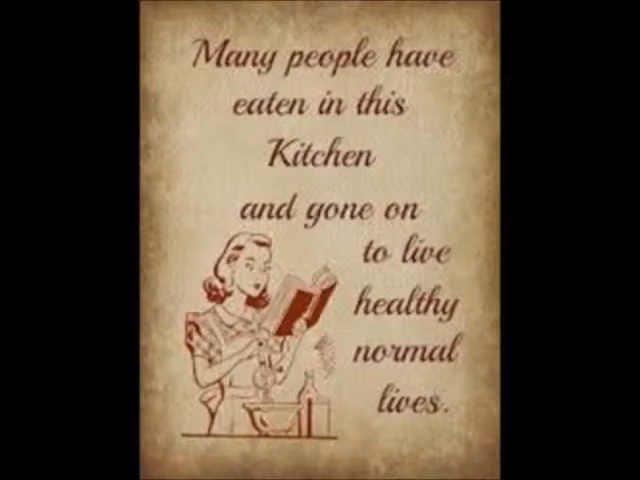 Many people have
eaten in this
Kitchen
and gone on
to live
healthy
normal
lives.